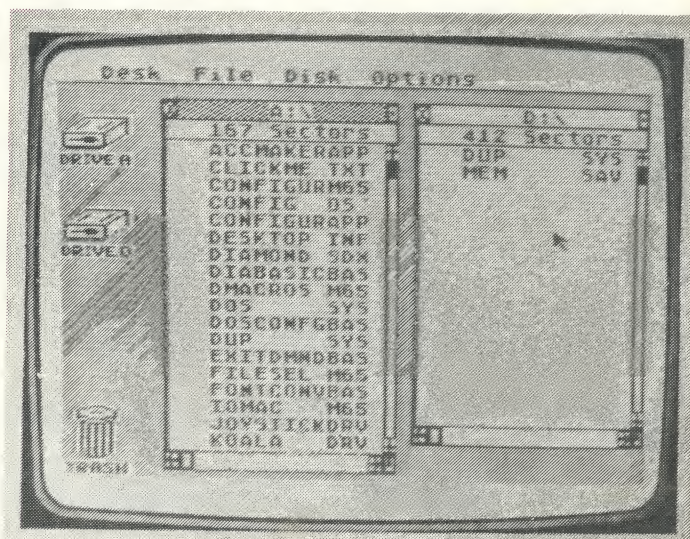 Desk File Disk Options
A:\
167 Sectors
ACCMAKERAPP
CLICKME TXT
CONFIGURM65
CONFIG DS
CONFIGURAPP
DESKTOP INF
DIAMOND SDX
DIABASICBAS
DMACROS M65
DOS SYS
DOSCONFGBAS
DUP SYS
EXITDMNDBAS
FILESEL M65
FONTCONVBAS
IOMAC M65
JOYSTICKDRV
KOALA DRV
D:\
412 Sectors
DUP SYS
MEM SAV
DRIVE A
DRIVE D
TRASH